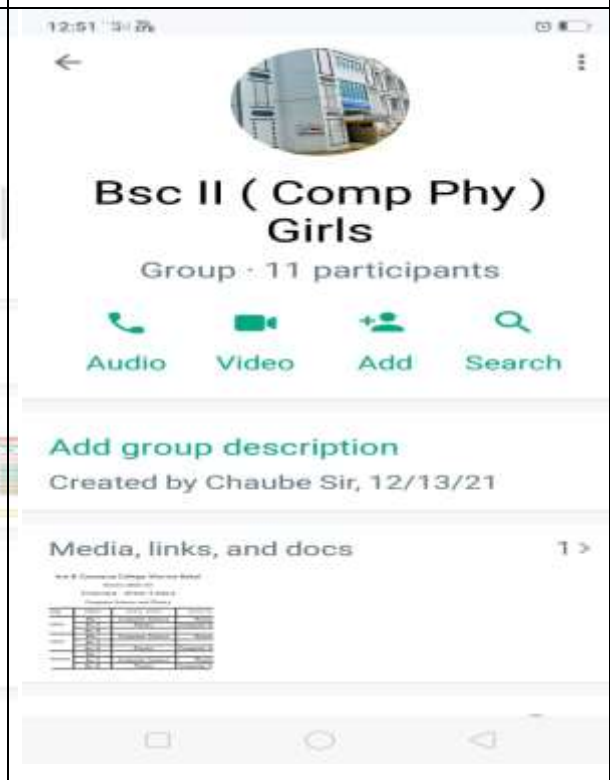 12:51
Bsc II ( Comp Phy )
Girls
Group · 11 participants
Audio Video Add Search
Add group description
Created by Chaube Sir, 12/13/21
Media, links, and docs 1 >